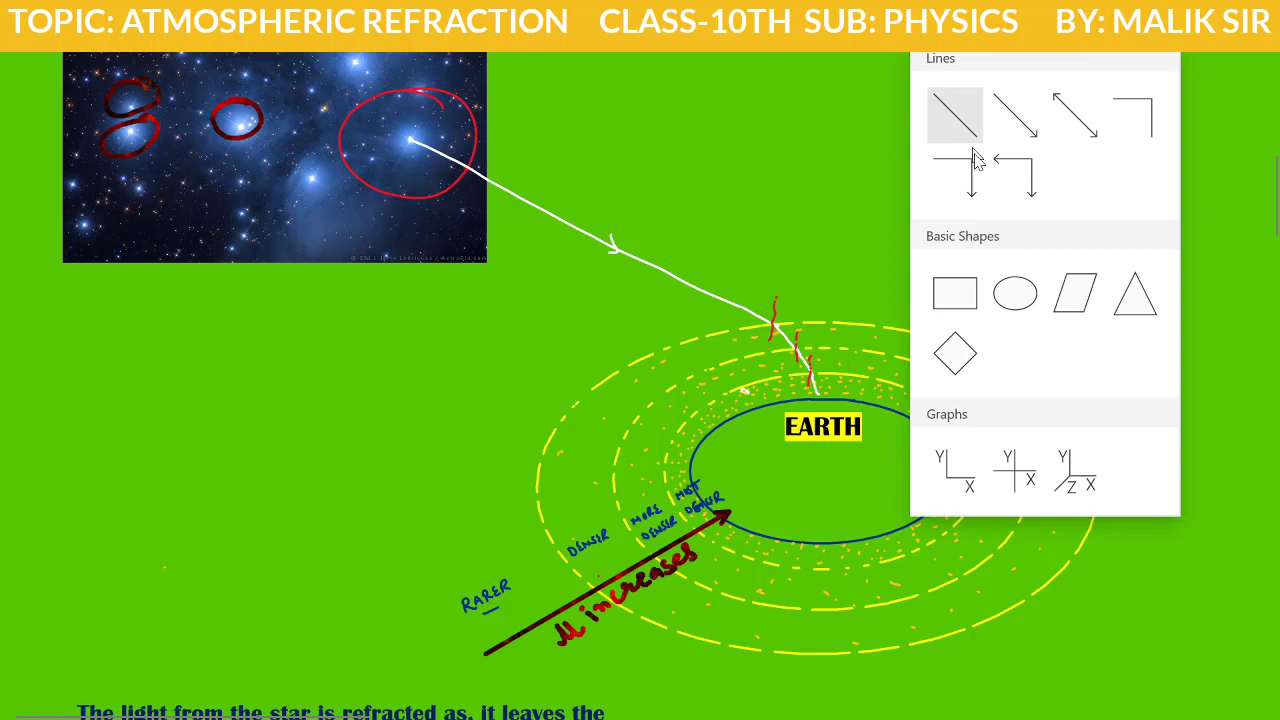 TOPIC: ATMOSPHERIC REFRACTION CLASS-10TH SUB: PHYSICS BY: MALIK SIR
Lines
Basic Shapes
Graphs
Y X
Y X
Y Z X
EARTH
MOST
DENSER
MORE
DENSER
DENSER
RARER
μ increases
The light from the star is refracted as, it leaves the